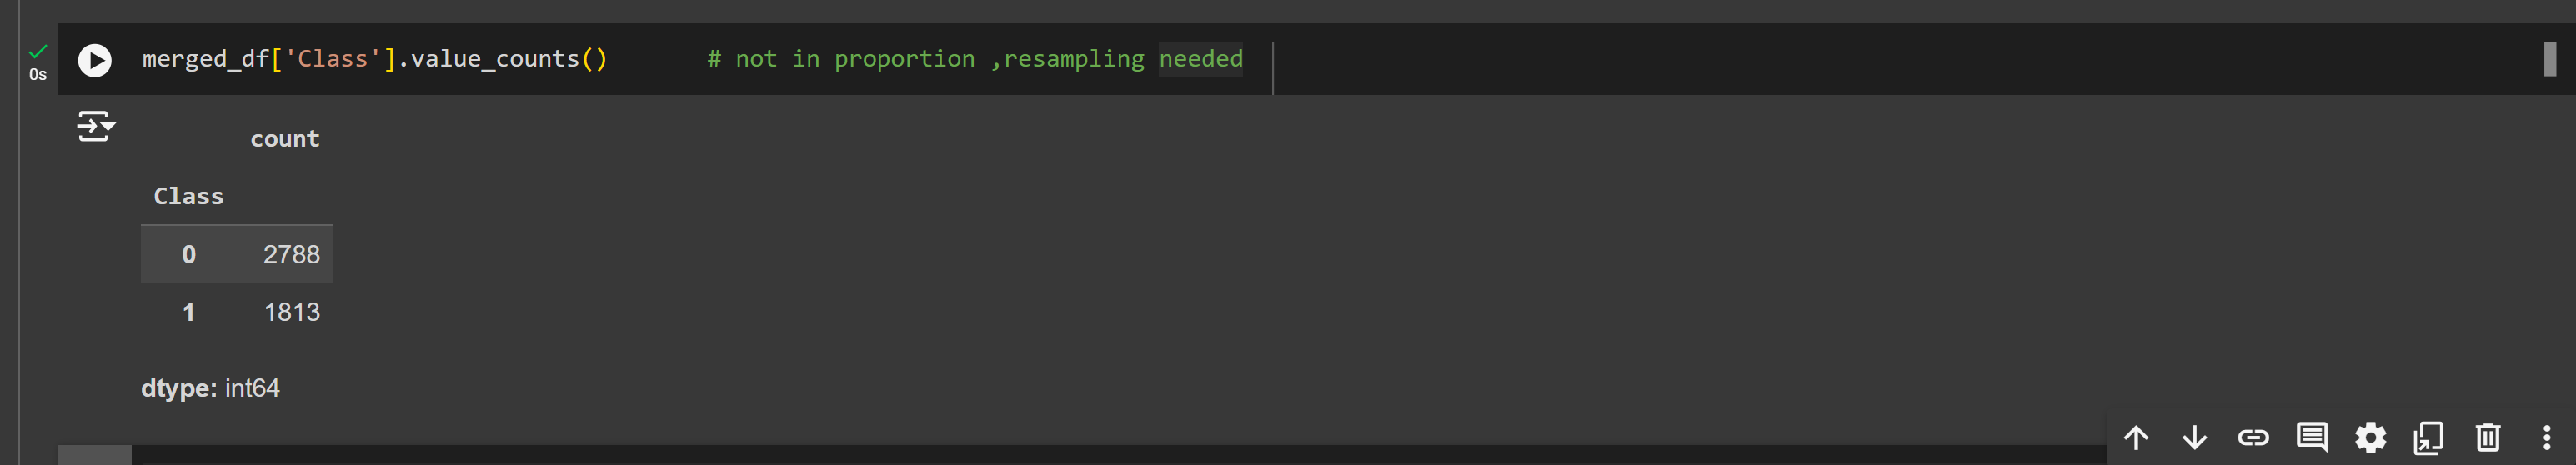 merged_df['Class'].value_counts()       # not in proportion ,resampling needed
0s
count
Class
0 2788
1 1813
dtype: int64